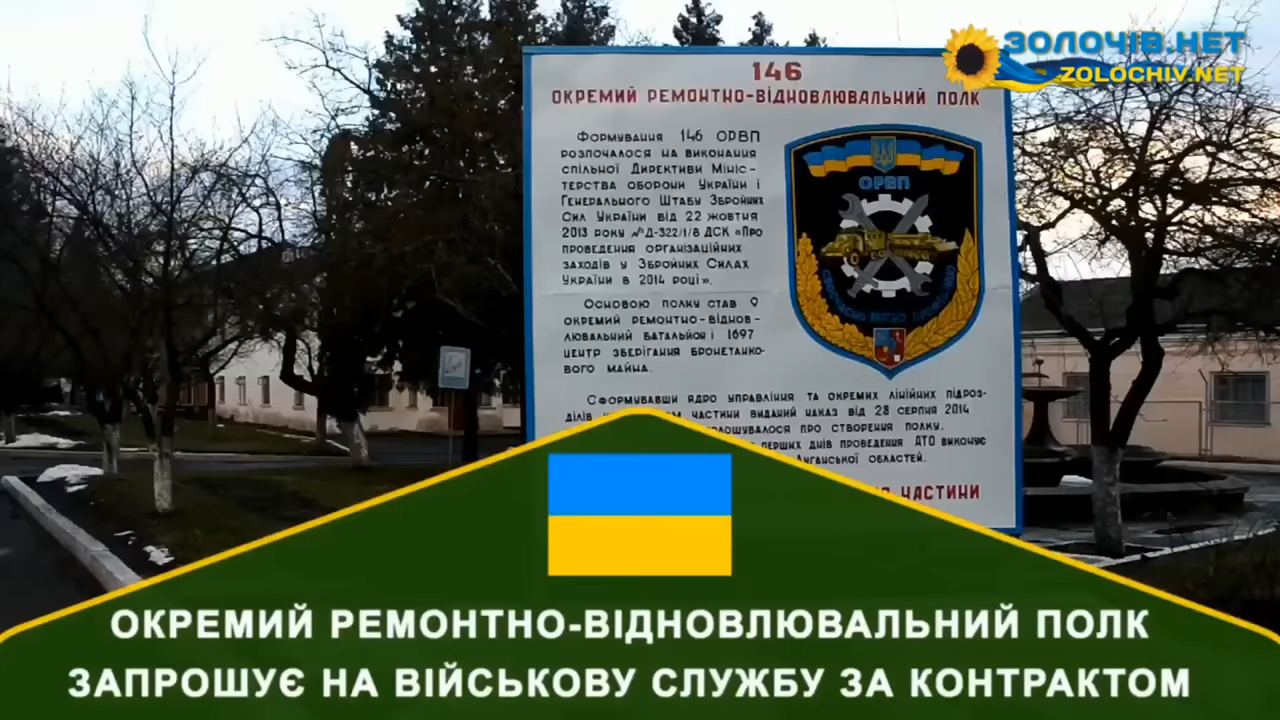 ЗОЛОЧІВ.НЕТ
ZOLOCHIV.NET
146
ОКРЕМИЙ РЕМОНТНО-ВІДНОВЛЮВАЛЬНИЙ ПОЛК
Формування 146 ОРВП
розпочалося на виконання
спільної Директиви Мініс-
терства оборони України і
Генерального Штабу Збройних
Сил України від 22 жовтня
2013 року №Д-322/1/8 ДСК «Про
проведення організаційних
заходів у Збройних Силах
України в 2014 році».
ОРВП
Основою полку став 9
окремий ремонтно-віднов-
лювальний батальйон і 1697
центр зберігання бронетанко-
вого майна.
Сформувавши ядро управління та окремих лінійних підроз-
ділів частини виданий наказ від 28 серпня 2014
про створення полку.
перших днів проведення АТО виконує
Луганської областей.
ЧАСТИНИ
ОКРЕМИЙ РЕМОНТНО-ВІДНОВЛЮВАЛЬНИЙ ПОЛК
ЗАПРОШУЄ НА ВІЙСЬКОВУ СЛУЖБУ ЗА КОНТРАКТОМ